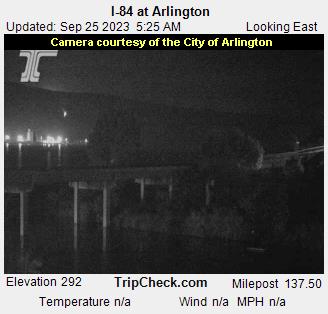 I-84 at Arlington
Updated: Sep 25 2023 5:25 AM Looking East
Camera courtesy of the City of Arlington
Elevation 292 TripCheck.com Milepost 137.50
Temperature n/a Wind n/a MPH n/a